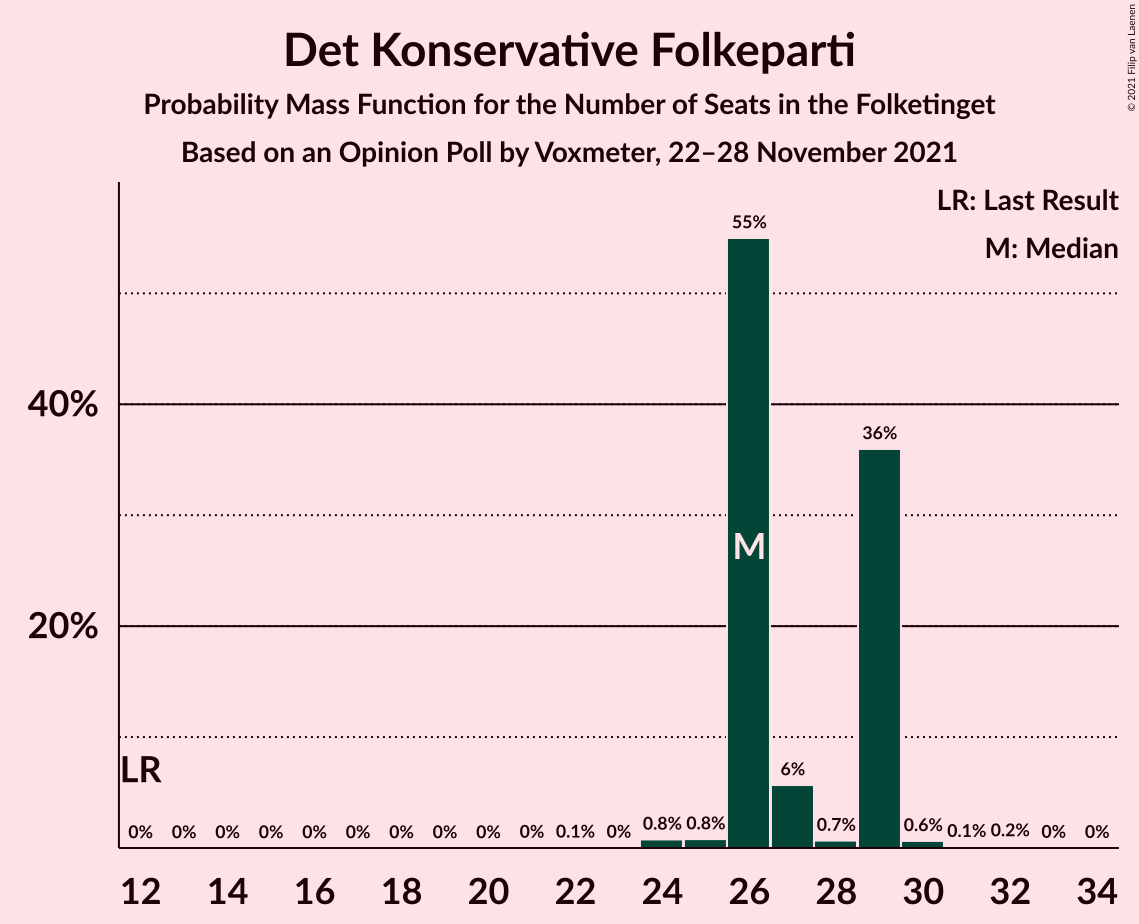 Det Konservative Folkeparti
Probability Mass Function for the Number of Seats in the Folketinget
Based on an Opinion Poll by Voxmeter, 22–28 November 2021
© 2021 Filip van Laenen
LR: Last Result
M: Median
55%
40%
36%
M
20%
LR
6%
0% 0% 0% 0% 0% 0% 0% 0% 0% 0% 0.1% 0% 0.8% 0.8% 0.7% 0.6% 0.1% 0.2% 0% 0%
12 14 16 18 20 22 24 26 28 30 32 34